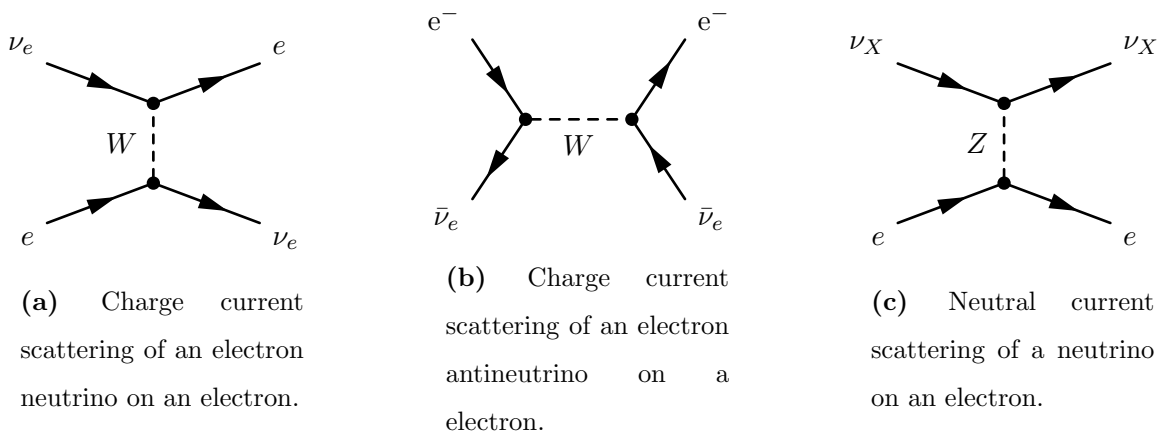 ν_e
e
W
e
ν_e
(a) Charge current
scattering of an electron
neutrino on an electron.
e⁻
e⁻
W
ν̄_e
ν̄_e
(b) Charge current
scattering of an electron
antineutrino on a
electron.
ν_X
ν_X
Z
e
e
(c) Neutral current
scattering of a neutrino
on an electron.